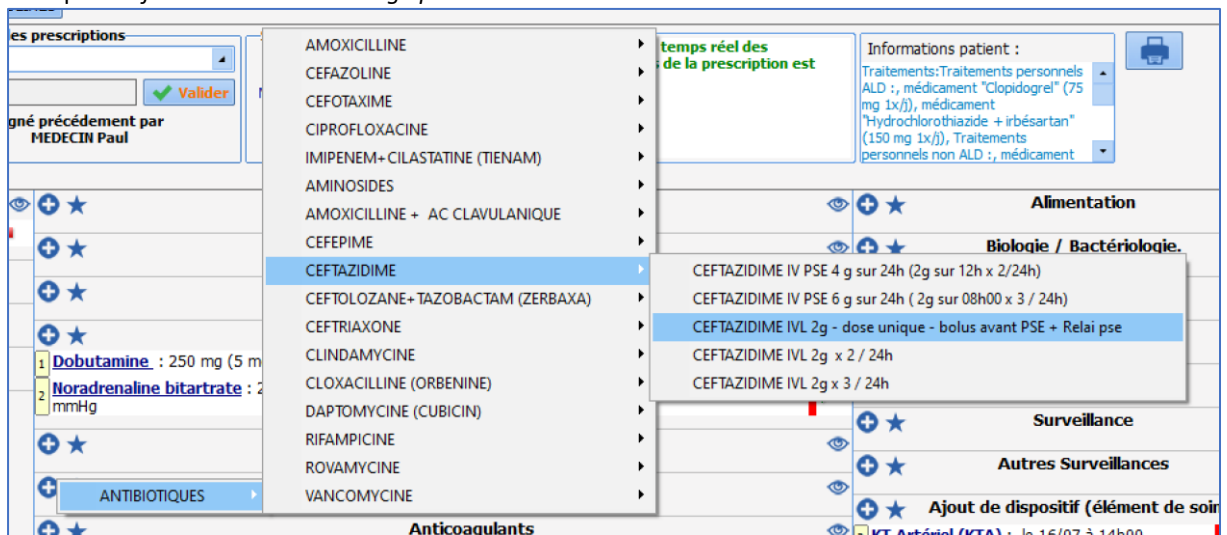 es prescriptions
Valider
gné précédement par
MEDECIN Paul
temps réel des
de la prescription est
Informations patient :
Traitements:Traitements personnels
ALD :, médicament "Clopidogrel" (75
mg 1x/j), médicament
"Hydrochlorothiazide + irbésartan"
(150 mg 1x/j), Traitements
personnels non ALD :, médicament
AMOXICILLINE
CEFAZOLINE
CEFOTAXIME
CIPROFLOXACINE
IMIPENEM+CILASTATINE (TIENAM)
AMINOSIDES
AMOXICILLINE + AC CLAVULANIQUE
CEFEPIME
CEFTAZIDIME
CEFTOLOZANE+TAZOBACTAM (ZERBAXA)
CEFTRIAXONE
CLINDAMYCINE
CLOXACILLINE (ORBENINE)
DAPTOMYCINE (CUBICIN)
RIFAMPICINE
ROVAMYCINE
VANCOMYCINE
CEFTAZIDIME IV PSE 4 g sur 24h (2g sur 12h x 2/24h)
CEFTAZIDIME IV PSE 6 g sur 24h ( 2g sur 08h00 x 3 / 24h)
CEFTAZIDIME IVL 2g - dose unique - bolus avant PSE + Relai pse
CEFTAZIDIME IVL 2g x 2 / 24h
CEFTAZIDIME IVL 2g x 3 / 24h
Alimentation
Biologie / Bactériologie.
1 Dobutamine : 250 mg (5 m
2 Noradrenaline bitartrate : 2
mmHg
Surveillance
Autres Surveillances
ANTIBIOTIQUES
Ajout de dispositif (élément de soin
Anticoagulants
KT Artériel (KTA) : le 16/07 à 14h00